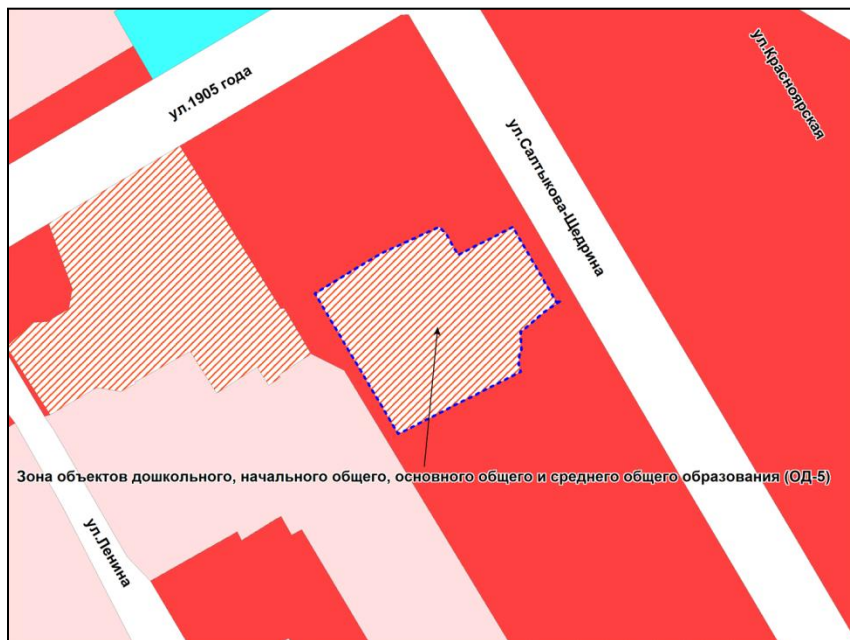 ул.1905 года
ул.Красноярская
ул.Салтыкова-Щедрина
Зона объектов дошкольного, начального общего, основного общего и среднего общего образования (ОД-5)
ул.Ленина